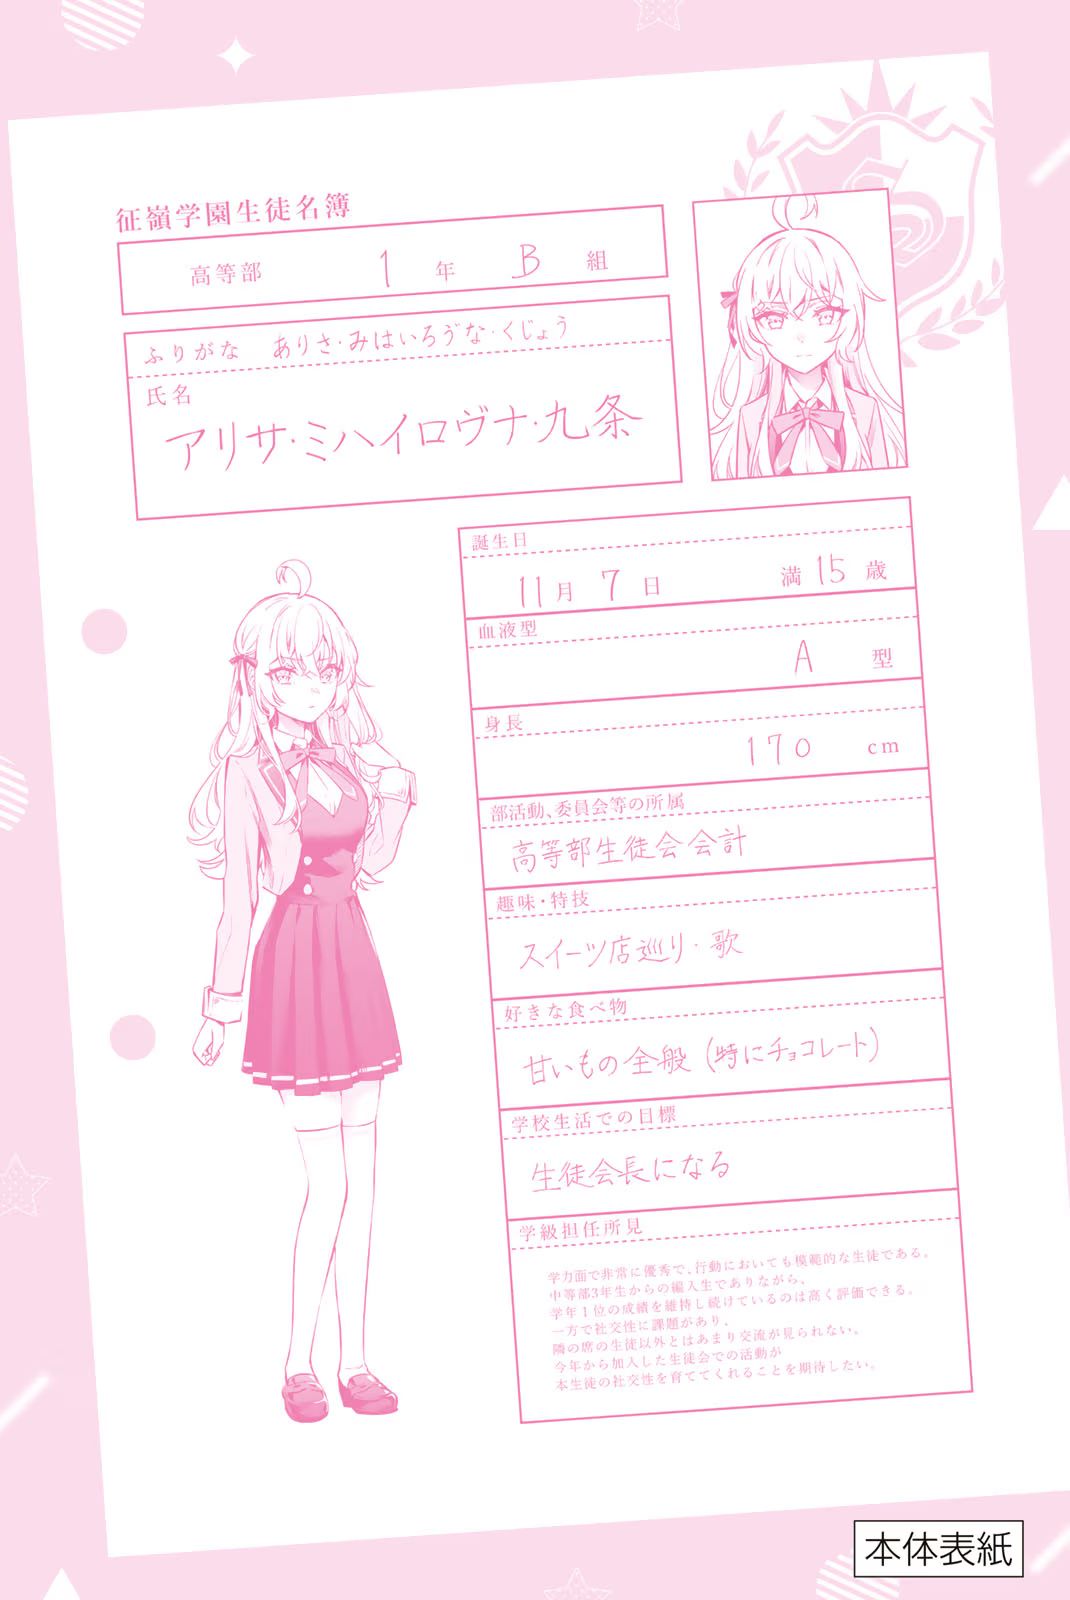 征嶺学園生徒名簿
高等部 1 年 B 組
ふりがな ありさ・みはいろゔな・くじょう
氏名
アリサ・ミハイロヴナ・九条
誕生日
11月 7日 満15歳
血液型
A 型
身長
170 cm
部活動、委員会等の所属
高等部生徒会会計
趣味・特技
スイーツ店巡り・歌
好きな食べ物
甘いもの全般(特にチョコレート)
学校生活での目標
生徒会長になる
学級担任所見
学力面で非常に優秀で、行動においても模範的な生徒である。
中等部3年生からの編入生でありながら、
学年1位の成績を維持し続けているのは高く評価できる。
一方で社交性に課題があり、
隣の席の生徒以外とはあまり交流が見られない。
今年から加入した生徒会での活動が
本生徒の社交性を育ててくれることを期待したい。
本体表紙